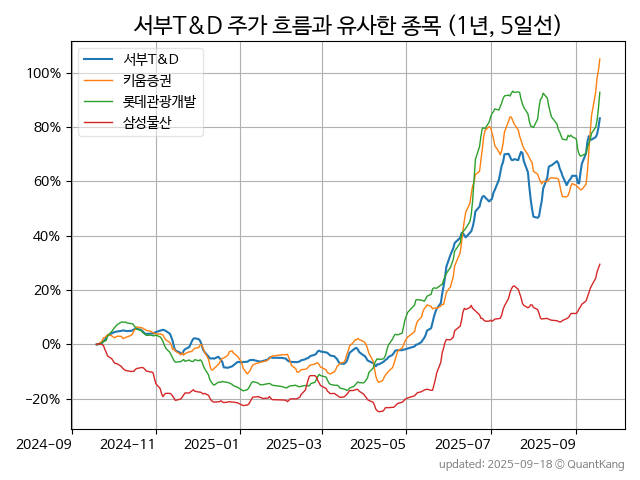 서부T&D 주가 흐름과 유사한 종목 (1년, 5일선)
서부T&D
키움증권
롯데관광개발
삼성물산
100%
80%
60%
40%
20%
0%
−20%
2024-09 2024-11 2025-01 2025-03 2025-05 2025-07 2025-09
updated: 2025-09-18 ⓒ QuantKang